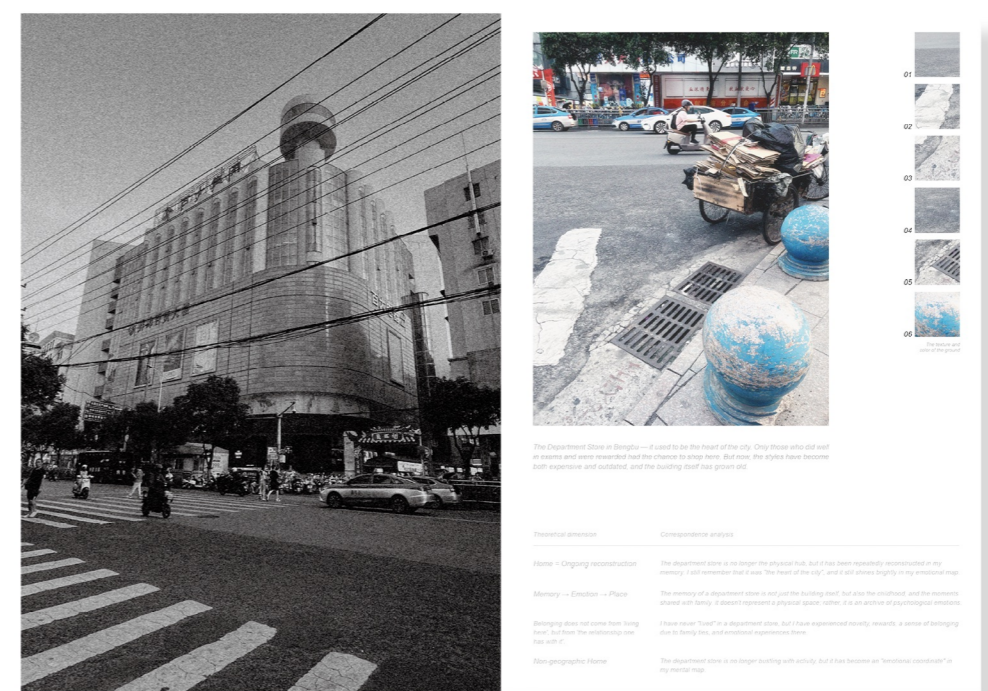 01
02
03
04
05
06
The texture and
color of the ground
The Department Store in Bengbu — it used to be the heart of the city. Only those who did well
in exams and were rewarded had the chance to shop here. But now, the styles have become
both expensive and outdated, and the building itself has grown old.
Theoretical dimension
Correspondence analysis
Home = Ongoing reconstruction
The department store is no longer the physical hub, but it has been repeatedly reconstructed in my
memory: I still remember that it was "the heart of the city", and it still shines brightly in my emotional map.
Memory → Emotion → Place
The memory of a department store is not just the building itself, but also the childhood, and the moments
shared with family. It doesn't represent a physical space; rather, it is an archive of psychological emotions.
Belonging does not come from 'living
here', but from 'the relationship one
has with it'.
I have never "lived" in a department store, but I have experienced novelty, rewards, a sense of belonging
due to family ties, and emotional experiences there.
Non-geographic Home
The department store is no longer bustling with activity, but it has become an "emotional coordinate" in
my mental map.